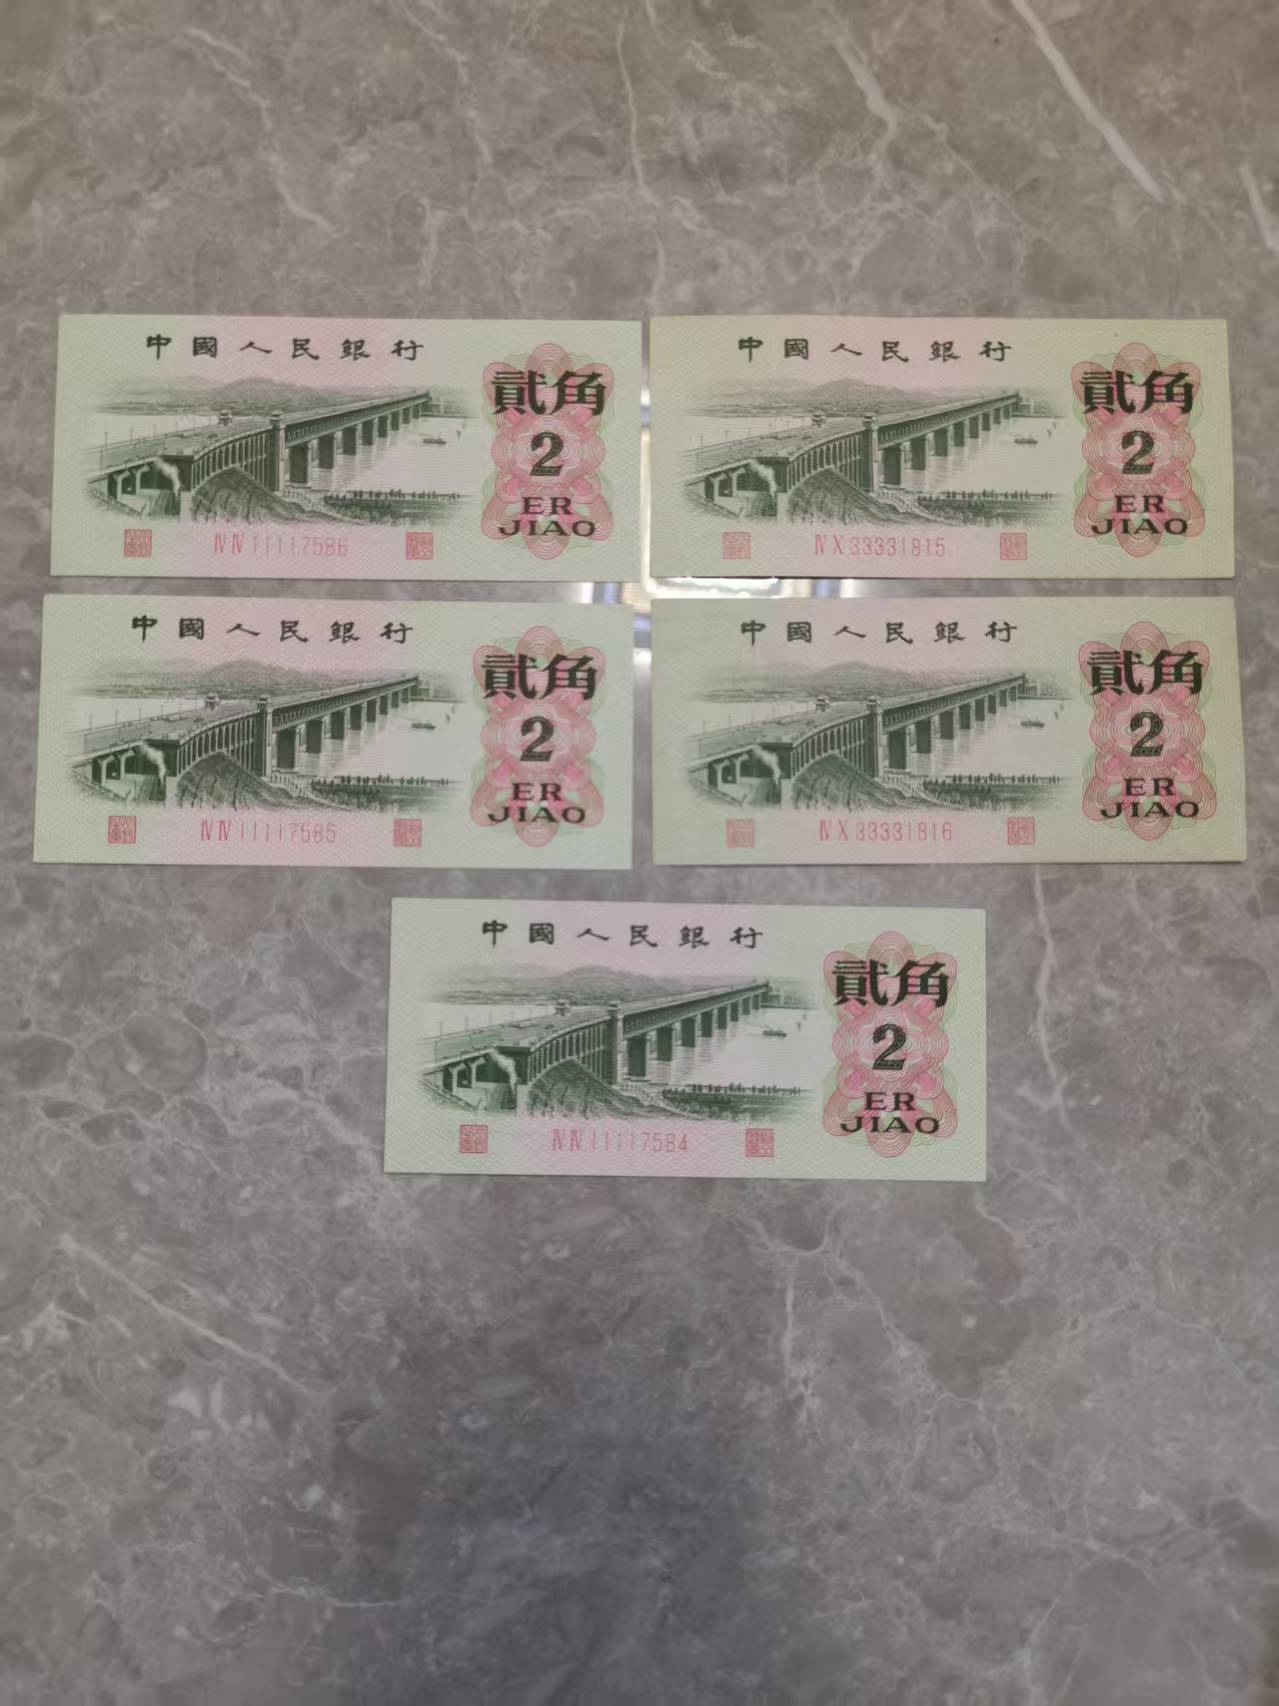 中國人民銀行
貳角
2
ER
JIAO
ⅣⅣ11117586
中國人民銀行
貳角
2
ER
JIAO
ⅣⅩ33331815
中國人民銀行
貳角
2
ER
JIAO
ⅣⅣ11117585
中國人民銀行
貳角
2
ER
JIAO
ⅣⅩ33331816
中國人民銀行
貳角
2
ER
JIAO
ⅣⅣ11117584